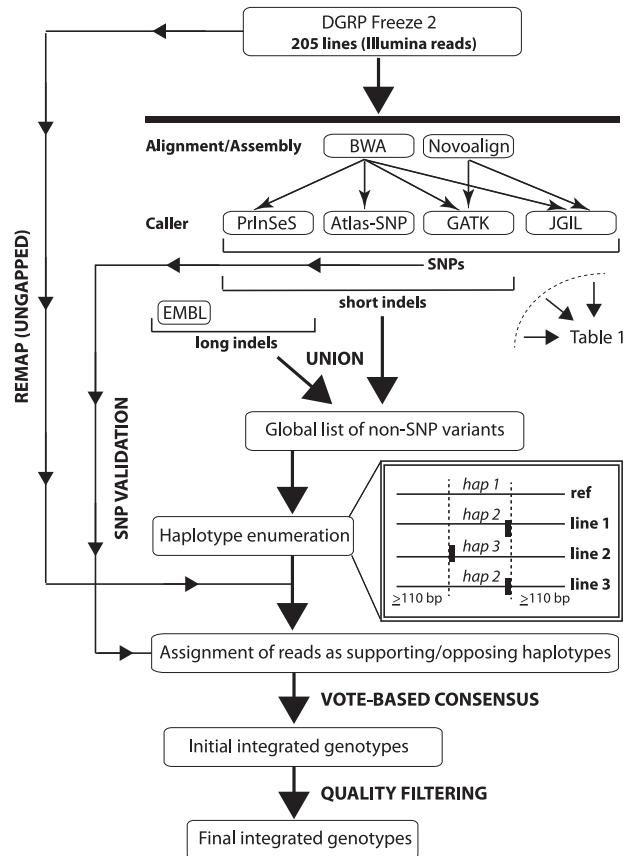 DGRP Freeze 2
205 lines (Illumina reads)
Alignment/Assembly
BWA
Novoalign
Caller
PrInSeS
Atlas-SNP
GATK
JGIL
SNPs
short indels
EMBL
long indels
Table 1
UNION
REMAP (UNGAPPED)
SNP VALIDATION
Global list of non-SNP variants
Haplotype enumeration
hap 1
ref
hap 2
line 1
hap 3
line 2
hap 2
line 3
≥110 bp
≥110 bp
Assignment of reads as supporting/opposing haplotypes
VOTE-BASED CONSENSUS
Initial integrated genotypes
QUALITY FILTERING
Final integrated genotypes